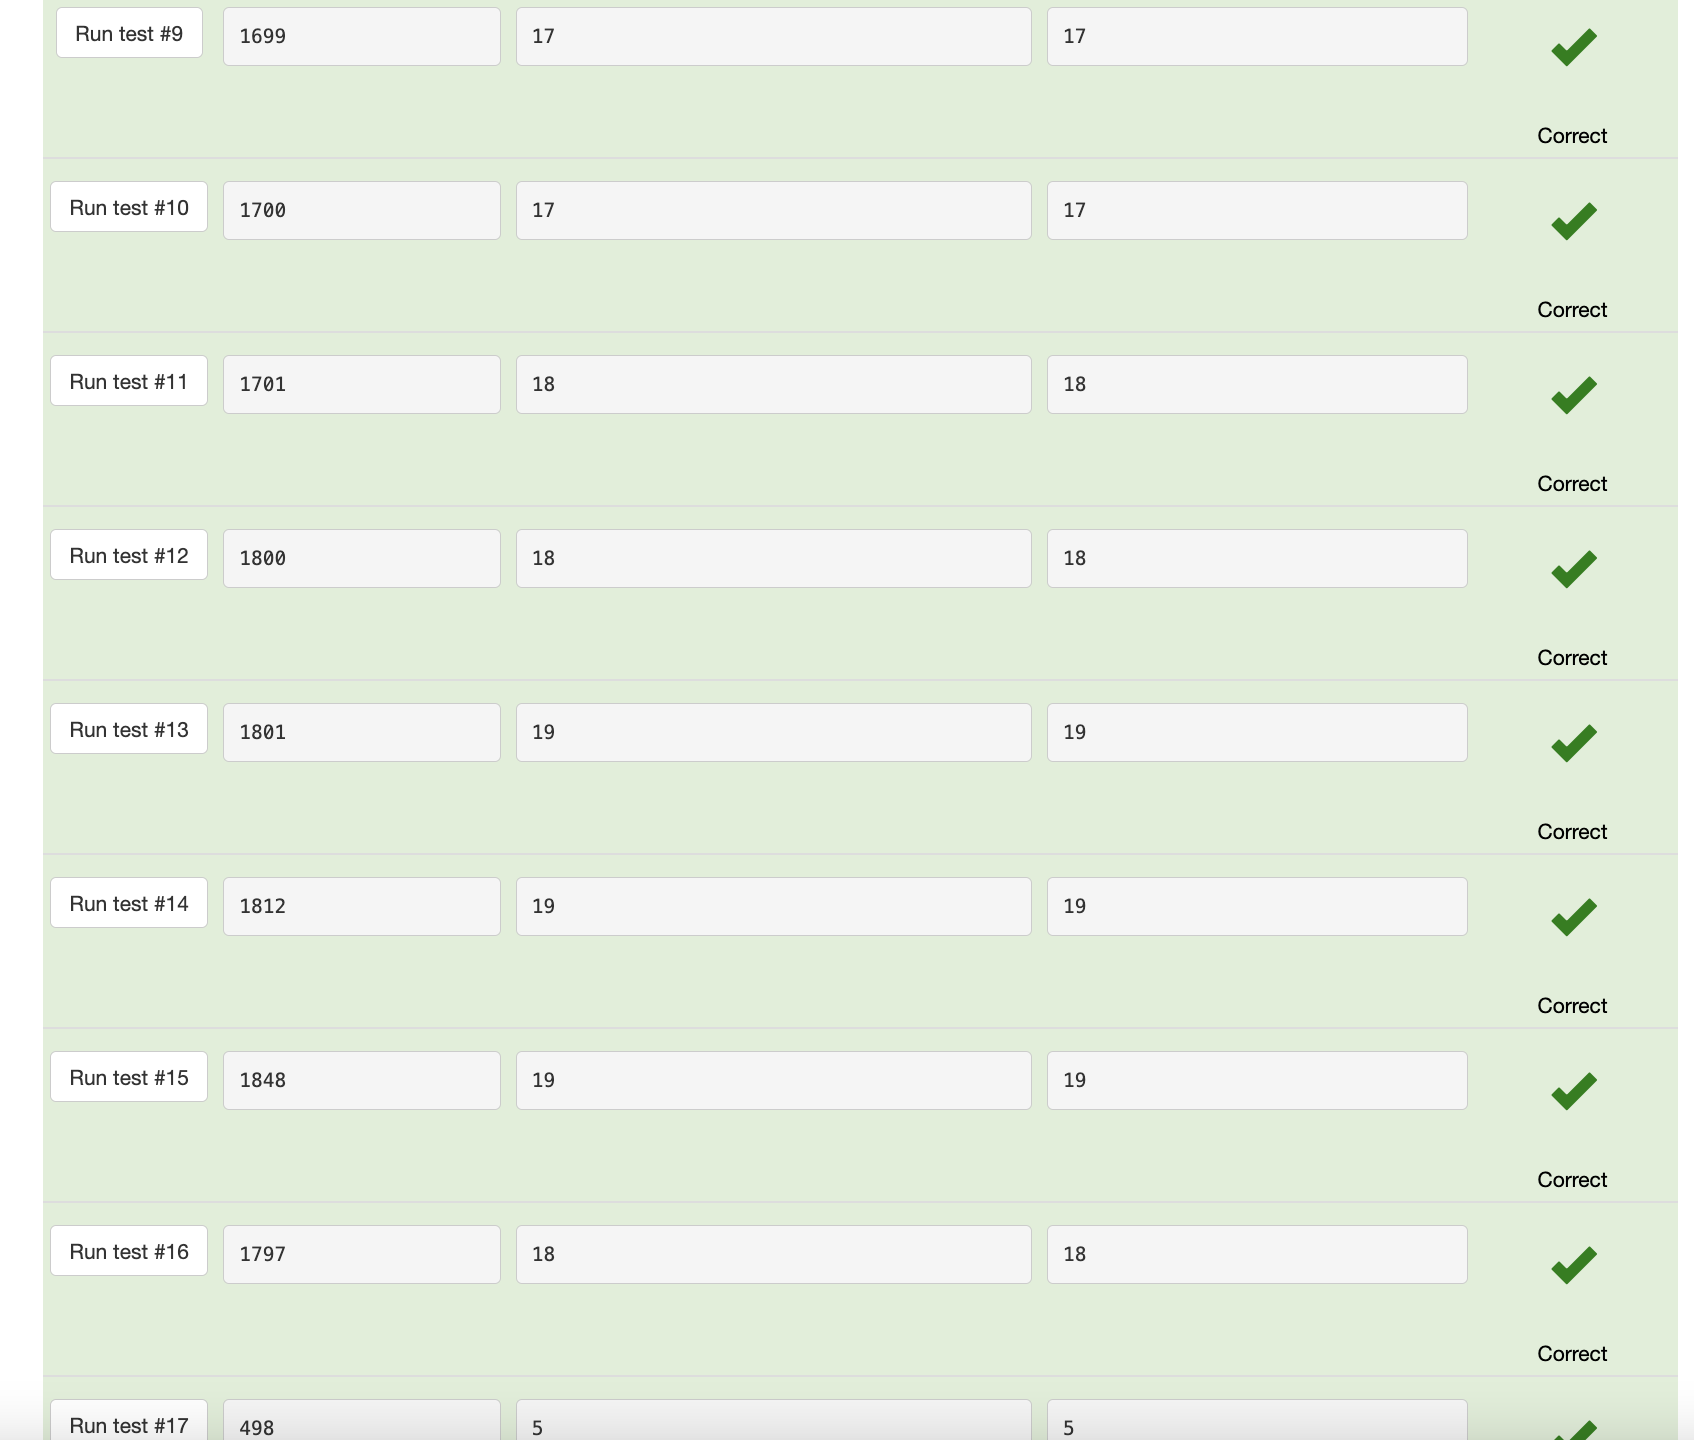 Run test #9 1699 17 17
Correct
Run test #10 1700 17 17
Correct
Run test #11 1701 18 18
Correct
Run test #12 1800 18 18
Correct
Run test #13 1801 19 19
Correct
Run test #14 1812 19 19
Correct
Run test #15 1848 19 19
Correct
Run test #16 1797 18 18
Correct
Run test #17 498 5 5